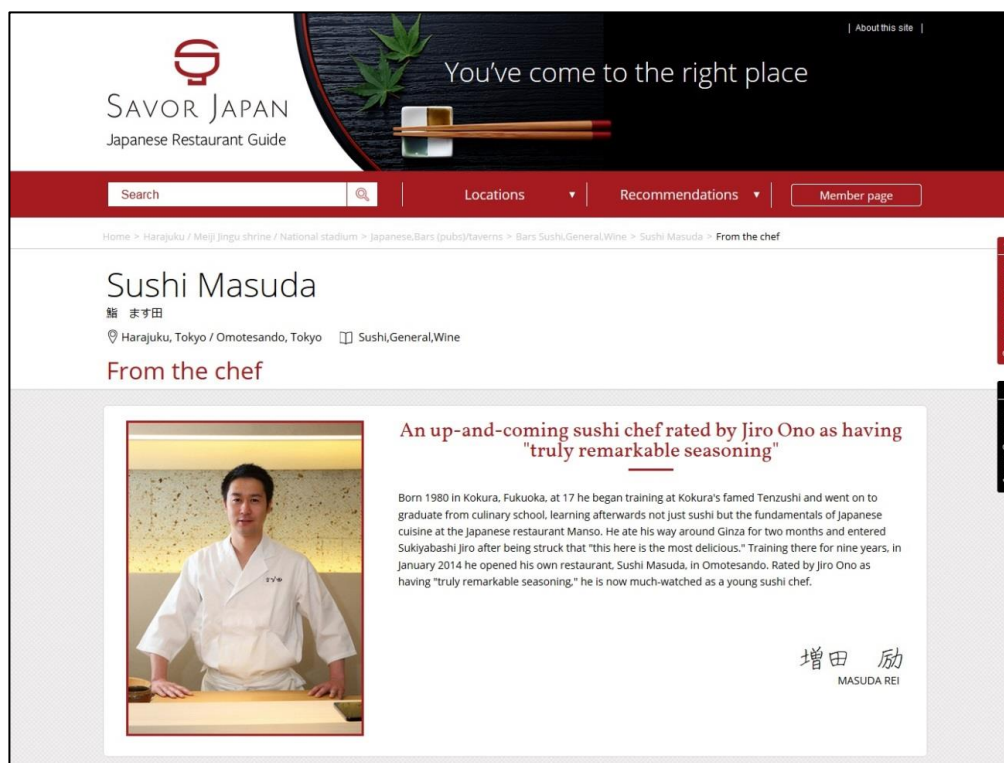 About this site
You've come to the right place
SAVOR JAPAN
Japanese Restaurant Guide
Search
Locations
Recommendations
Member page
Home > Harajuku / Meiji Jingu shrine / National stadium > Japanese,Bars (pubs)/taverns > Bars Sushi,General,Wine > Sushi Masuda > From the chef
Sushi Masuda
鮨 ます田
Harajuku, Tokyo / Omotesando, Tokyo Sushi,General,Wine
From the chef
An up-and-coming sushi chef rated by Jiro Ono as having
"truly remarkable seasoning"
Born 1980 in Kokura, Fukuoka, at 17 he began training at Kokura's famed Tenzushi and went on to
graduate from culinary school, learning afterwards not just sushi but the fundamentals of Japanese
cuisine at the Japanese restaurant Manso. He ate his way around Ginza for two months and entered
Sukiyabashi Jiro after being struck that "this here is the most delicious." Training there for nine years, in
January 2014 he opened his own restaurant, Sushi Masuda, in Omotesando. Rated by Jiro Ono as
having "truly remarkable seasoning," he is now much-watched as a young sushi chef.
増田 励
MASUDA REI